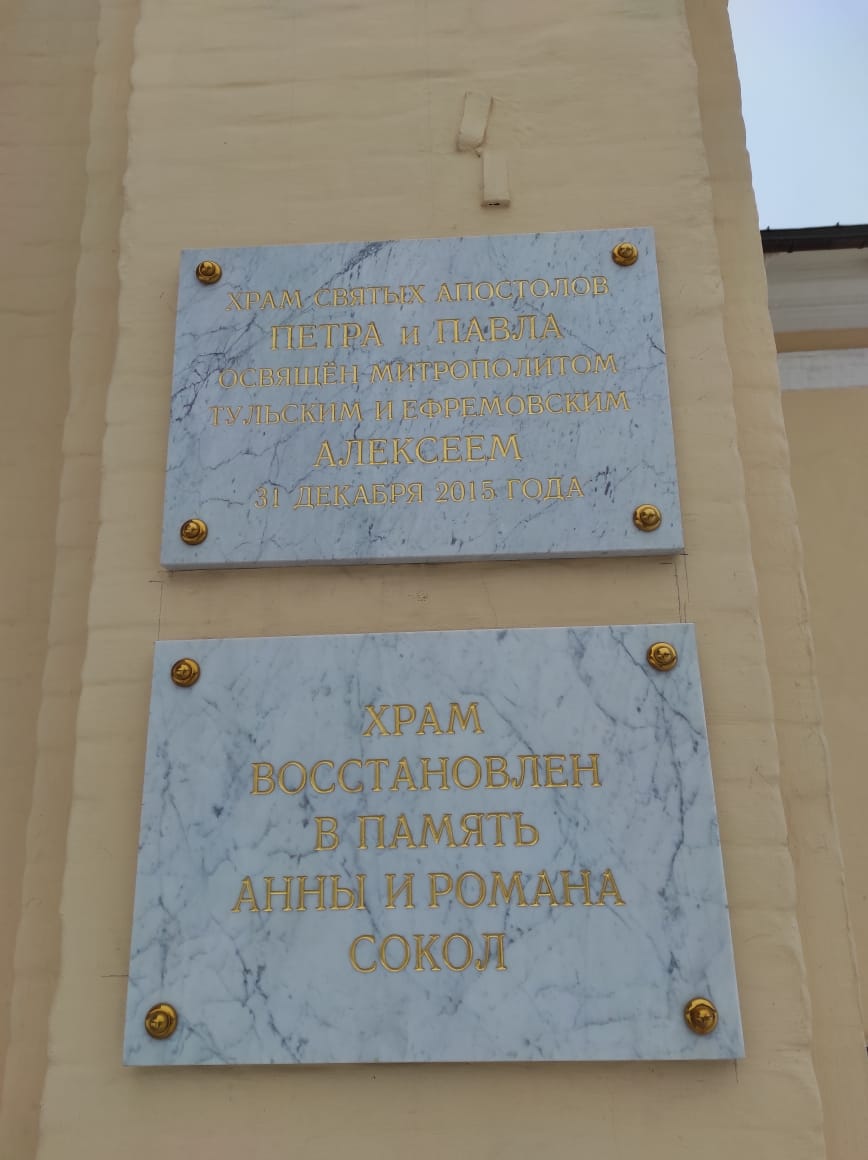 ХРАМ СВЯТЫХ АПОСТОЛОВ
ПЕТРА и ПАВЛА
ОСВЯЩЁН МИТРОПОЛИТОМ
ТУЛЬСКИМ И ЕФРЕМОВСКИМ
АЛЕКСЕЕМ
31 ДЕКАБРЯ 2015 ГОДА
ХРАМ
ВОССТАНОВЛЕН
В ПАМЯТЬ
АННЫ И РОМАНА
СОКОЛ